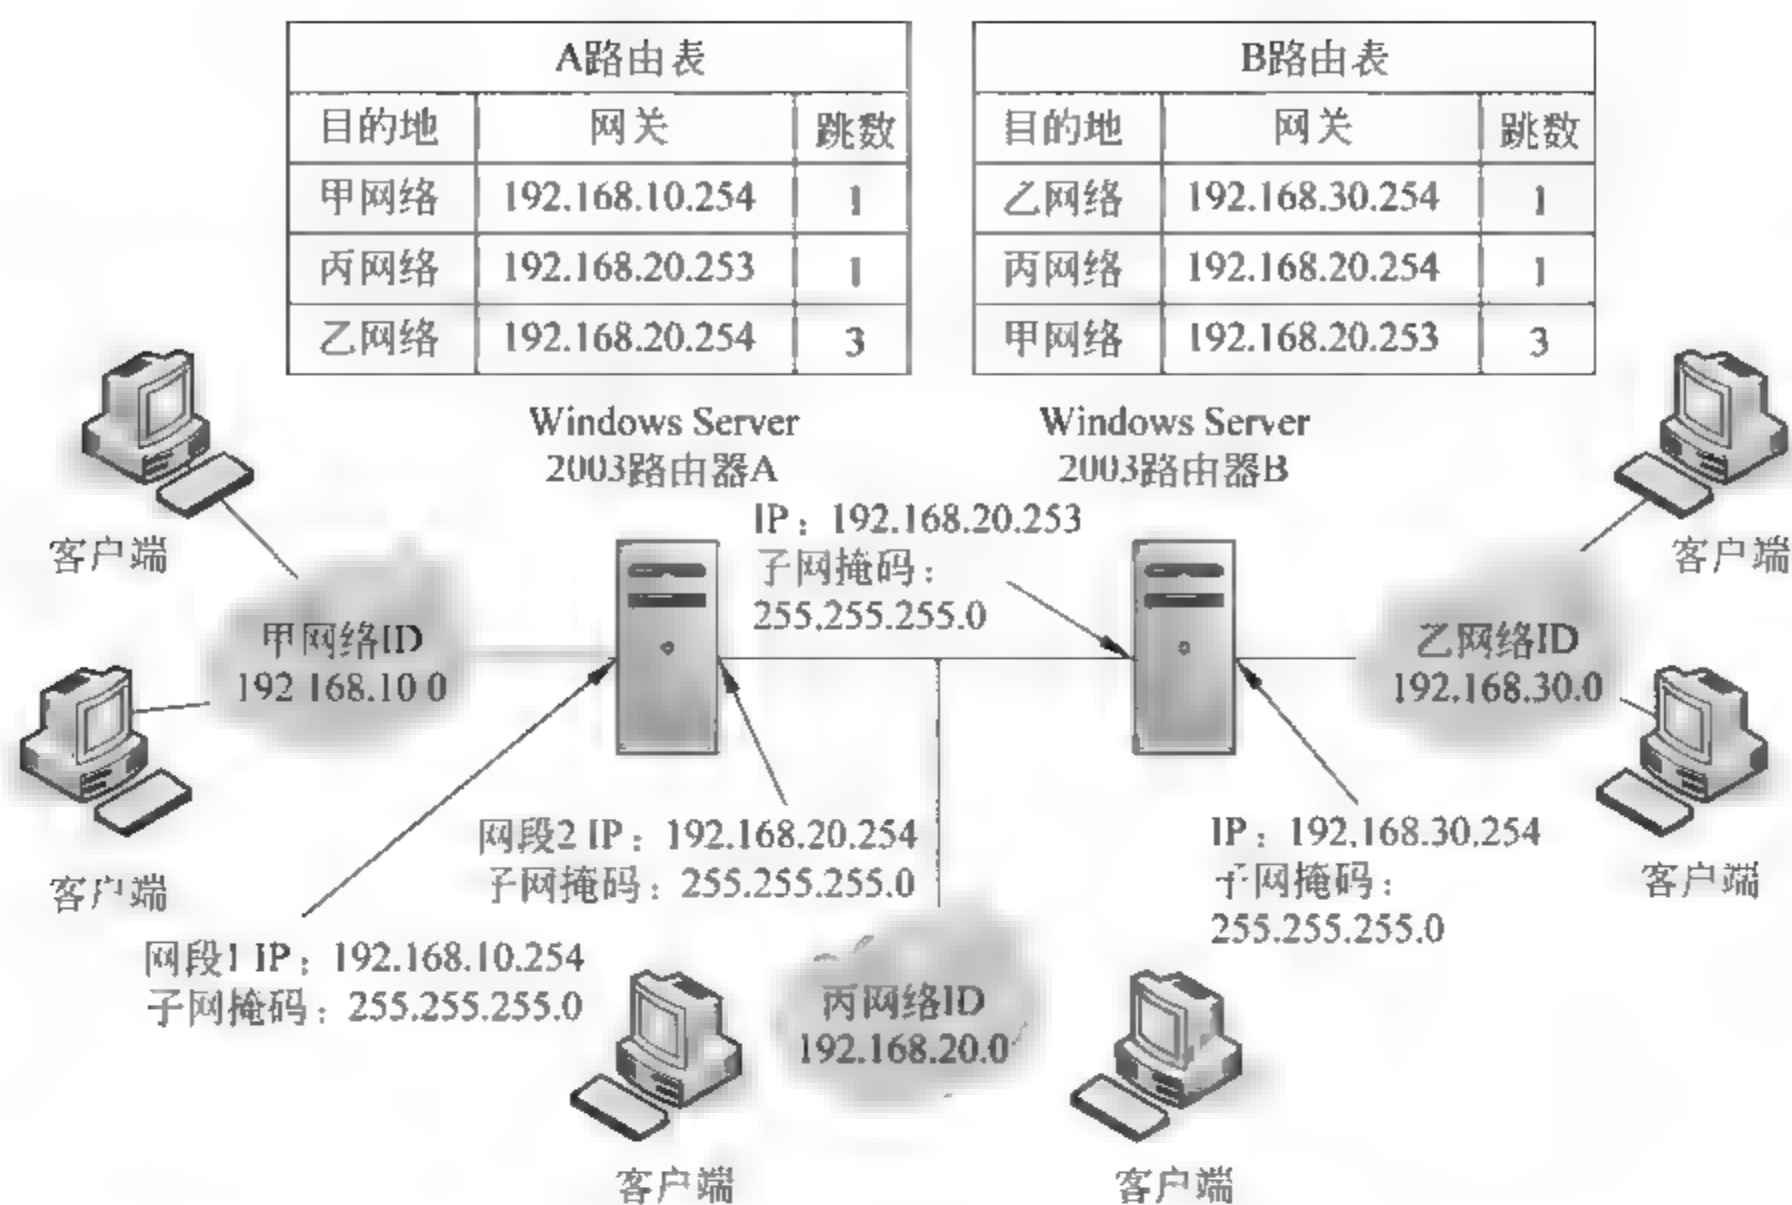 A路由表
目的地 网关 跳数
甲网络 192.168.10.254 1
丙网络 192.168.20.253 1
乙网络 192.168.20.254 3
B路由表
目的地 网关 跳数
乙网络 192.168.30.254 1
丙网络 192.168.20.254 1
甲网络 192.168.20.253 3
Windows Server
2003路由器A
Windows Server
2003路由器B
IP：192.168.20.253
子网掩码：
255.255.255.0
客户端
客户端
甲网络ID
192 168.10 0
乙网络ID
192.168.30.0
网段2 IP：192.168.20.254
子网掩码：255.255.255.0
IP：192.168.30.254
子网掩码：
255.255.255.0
客户端
客户端
网段1 IP：192.168.10.254
子网掩码：255.255.255.0
丙网络ID
192.168.20.0
客户端
客户端